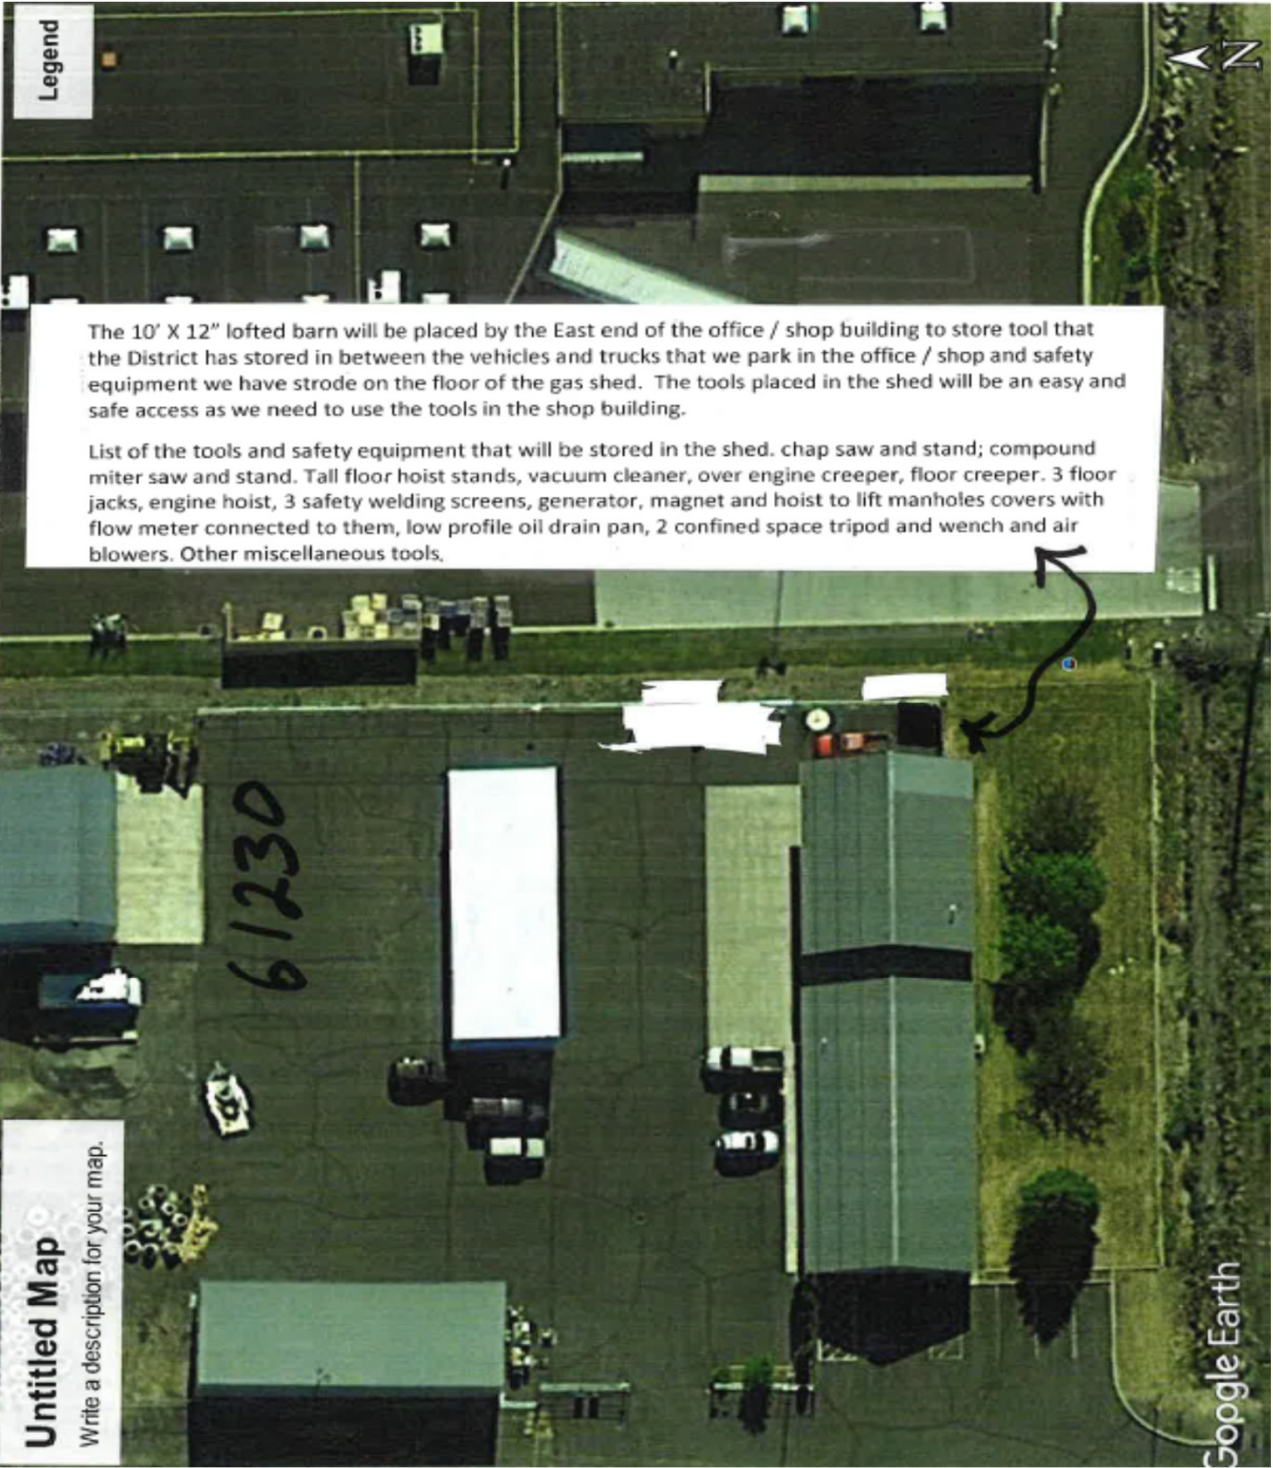 Legend
N
The 10' X 12" lofted barn will be placed by the East end of the office / shop building to store tool that
the District has stored in between the vehicles and trucks that we park in the office / shop and safety
equipment we have strode on the floor of the gas shed. The tools placed in the shed will be an easy and
safe access as we need to use the tools in the shop building.
List of the tools and safety equipment that will be stored in the shed. chap saw and stand; compound
miter saw and stand. Tall floor hoist stands, vacuum cleaner, over engine creeper, floor creeper. 3 floor
jacks, engine hoist, 3 safety welding screens, generator, magnet and hoist to lift manholes covers with
flow meter connected to them, low profile oil drain pan, 2 confined space tripod and wench and air
blowers. Other miscellaneous tools.
61230
Untitled Map
Write a description for your map.
Google Earth